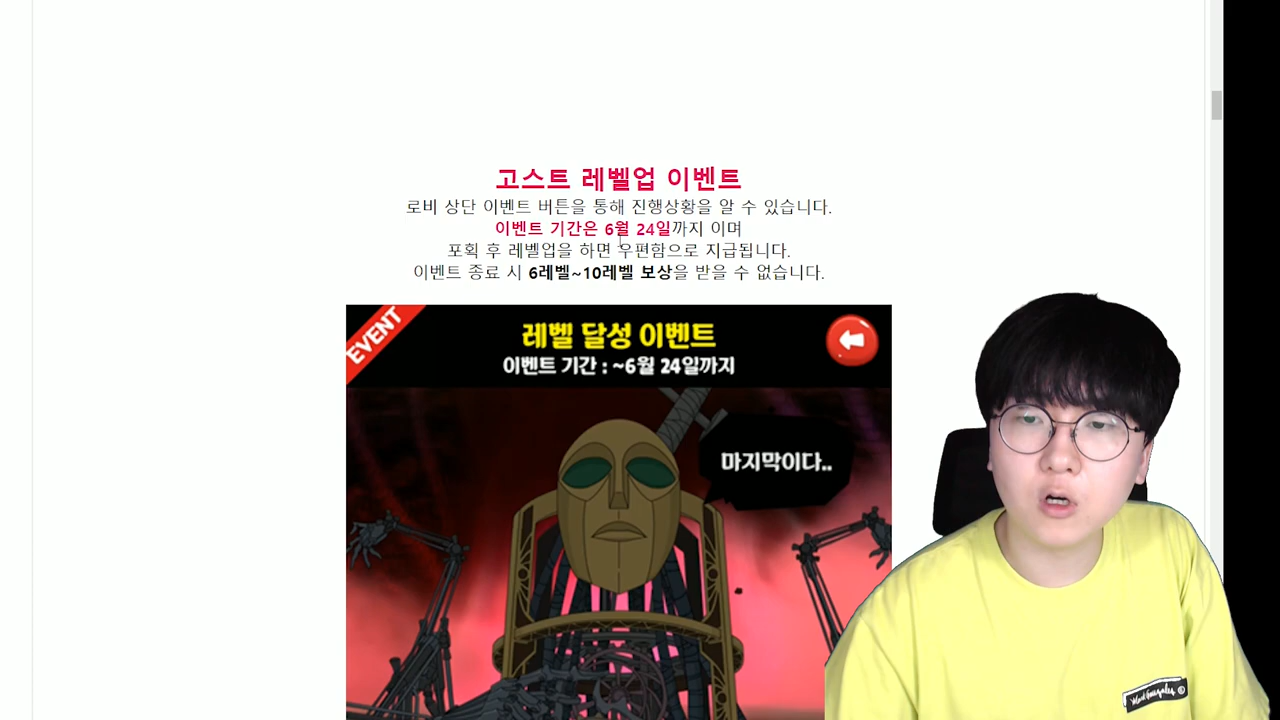 고스트 레벨업 이벤트
로비 상단 이벤트 버튼을 통해 진행상황을 알 수 있습니다.
이벤트 기간은 6월 24일까지 이며
포획 후 레벨업을 하면 우편함으로 지급됩니다.
이벤트 종료 시 6레벨~10레벨 보상을 받을 수 없습니다.
EVENT
레벨 달성 이벤트
이벤트 기간 : ~6월 24일까지
마지막이다..